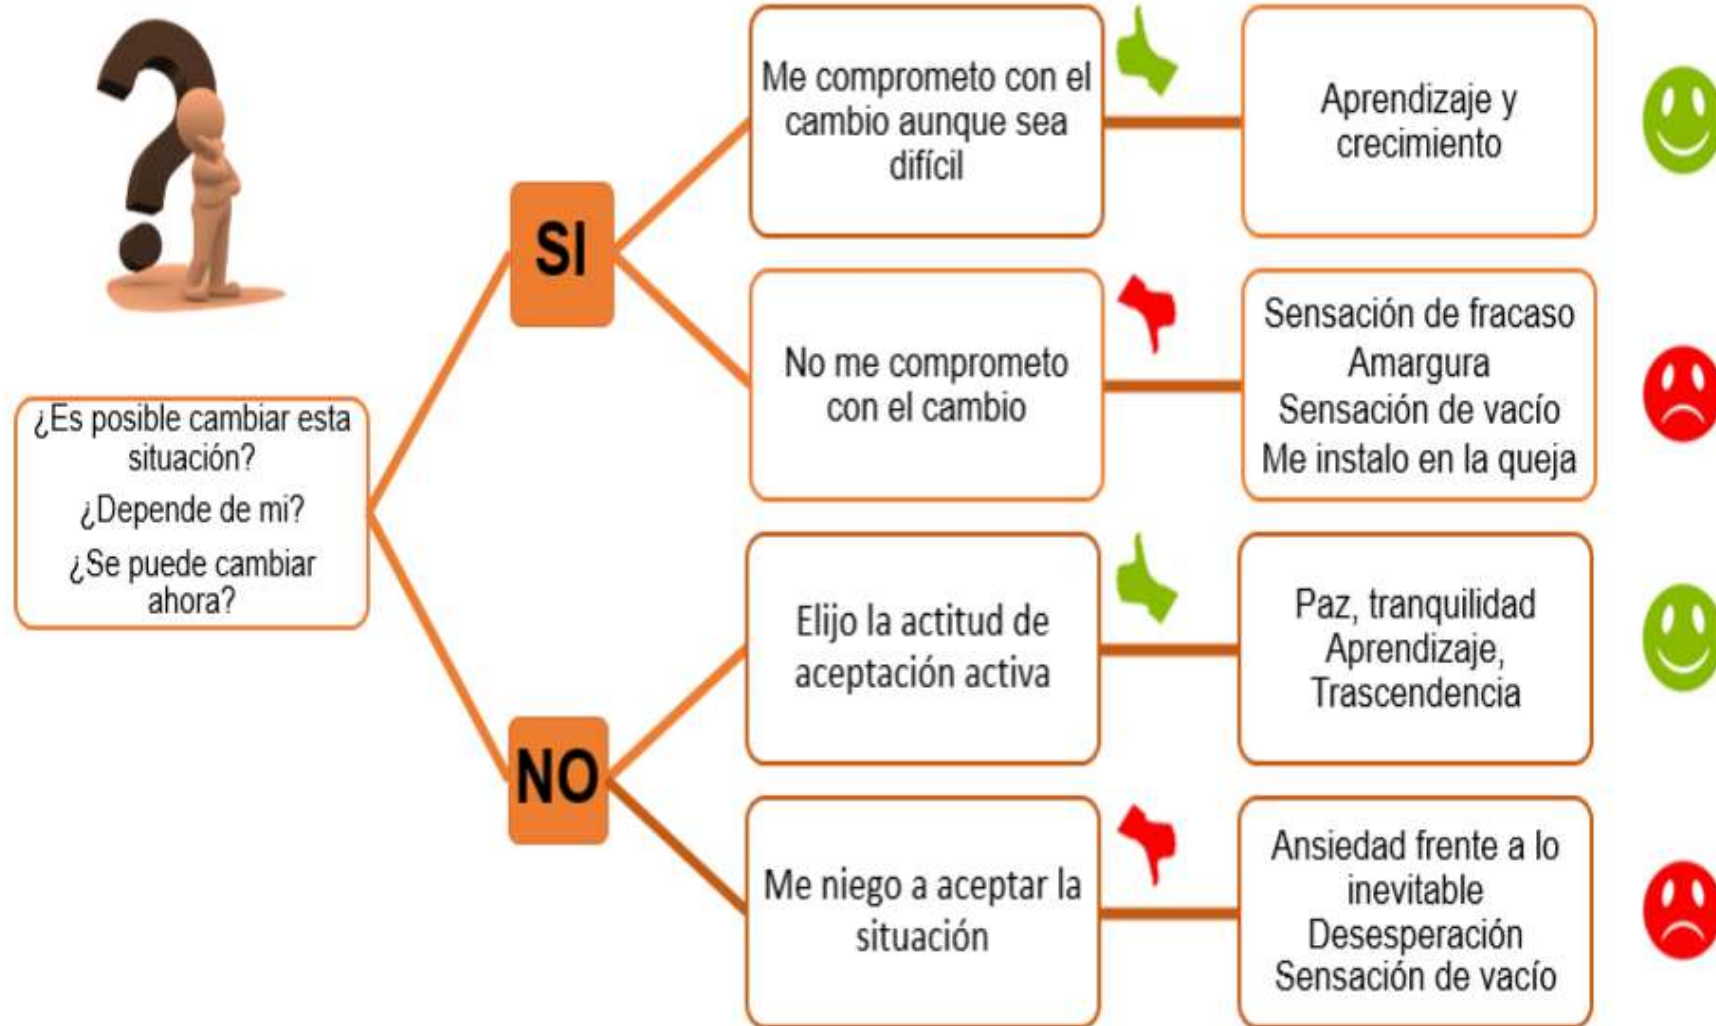 ¿Es posible cambiar esta
situación?
¿Depende de mi?
¿Se puede cambiar
ahora?
SI
Me comprometo con el
cambio aunque sea
difícil
Aprendizaje y
crecimiento
No me comprometo
con el cambio
Sensación de fracaso
Amargura
Sensación de vacío
Me instalo en la queja
NO
Elijo la actitud de
aceptación activa
Paz, tranquilidad
Aprendizaje,
Trascendencia
Me niego a aceptar la
situación
Ansiedad frente a lo
inevitable
Desesperación
Sensación de vacío